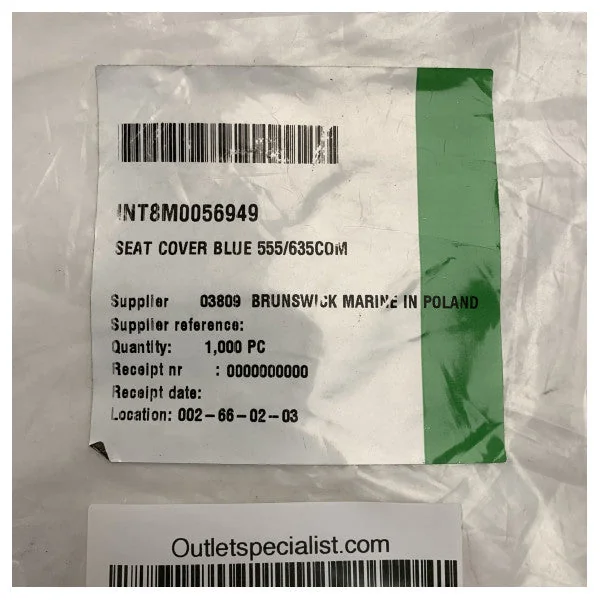 INT8M0056949
SEAT COVER BLUE 555/635COM
Supplier 03809 BRUNSWICK MARINE IN POLAND
Supplier reference:
Quantity: 1,000 PC
Receipt nr : 0000000000
Receipt date:
Location: 002-66-02-03
Outletspecialist.com